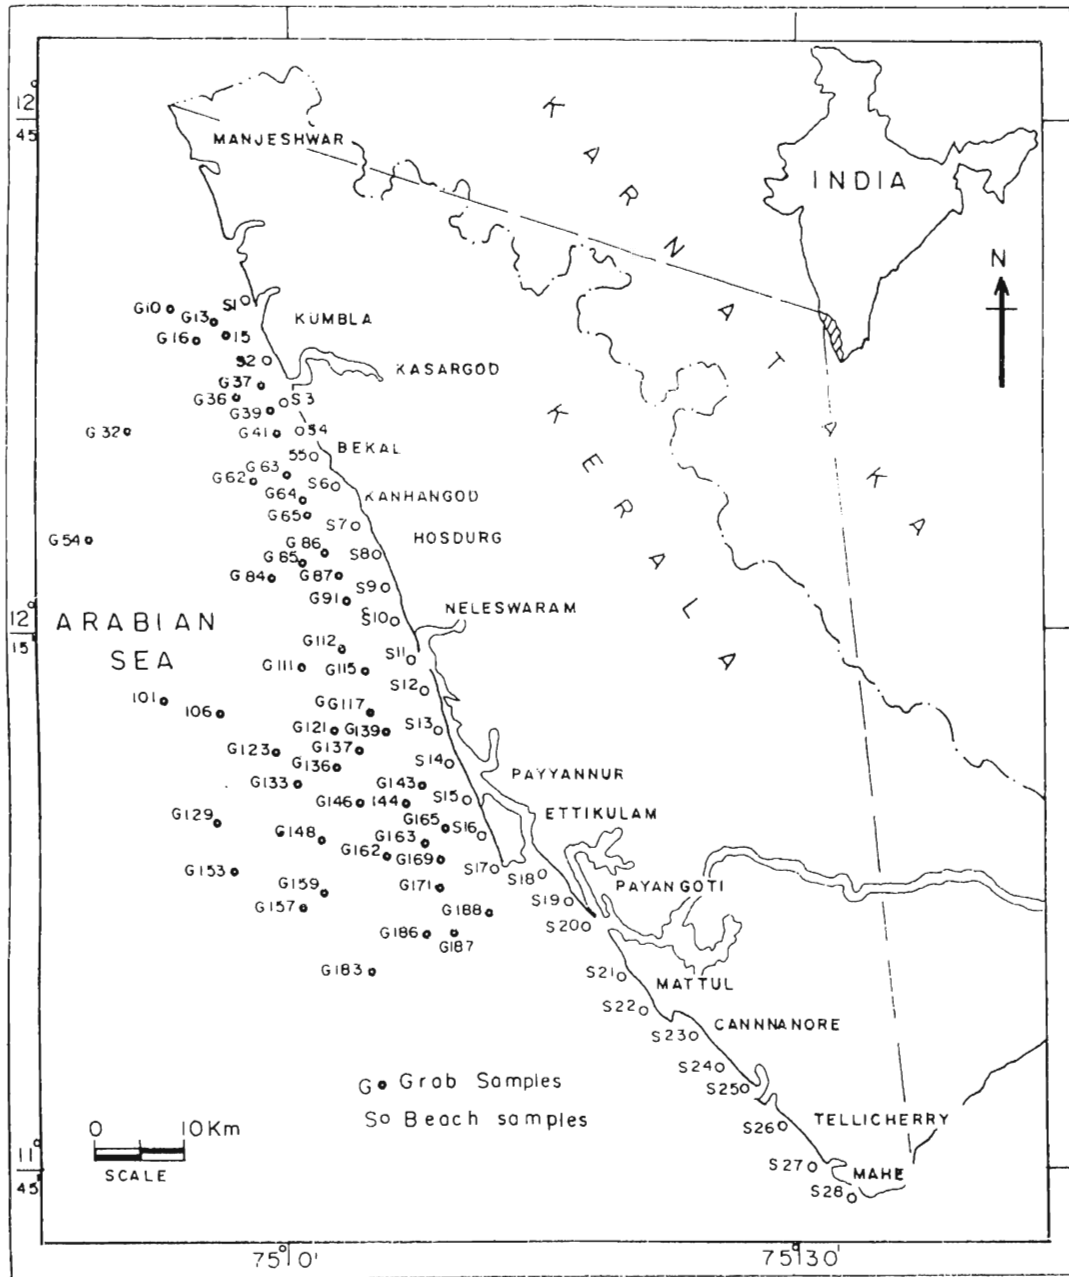 12°
45'
MANJESHWAR
KARNATAKA
INDIA
N
S1
G10
G13
KUMBLA
G16
15
S2
KASARGOD
G37
G36
S3
G39
G32
G41
S4
BEKAL
S5
G63
G62
S6
KANHANGOD
G64
G65
S7
HOSDURG
KERALA
G54
G86
S8
G85
G84
G87
S9
G91
NELESWARAM
S10
12°
15'
ARABIAN
SEA
G112
S11
G111
G115
S12
101
106
GG117
G121
G139
S13
G123
G137
G136
S14
PAYYANNUR
G133
G143
S15
G146
144
ETTIKULAM
G129
G165
S16
G148
G163
G162
G169
S17
G153
S18
G159
G171
PAYANGOTI
S19
G157
G188
S20
G186
G187
G183
S21
MATTUL
S22
CANNNANORE
S23
S24
G Grab Samples
S25
S0 Beach samples
TELLICHERRY
S26
0 10Km
SCALE
11°
45'
S27
MAHE
S28
75°0'
75°30'